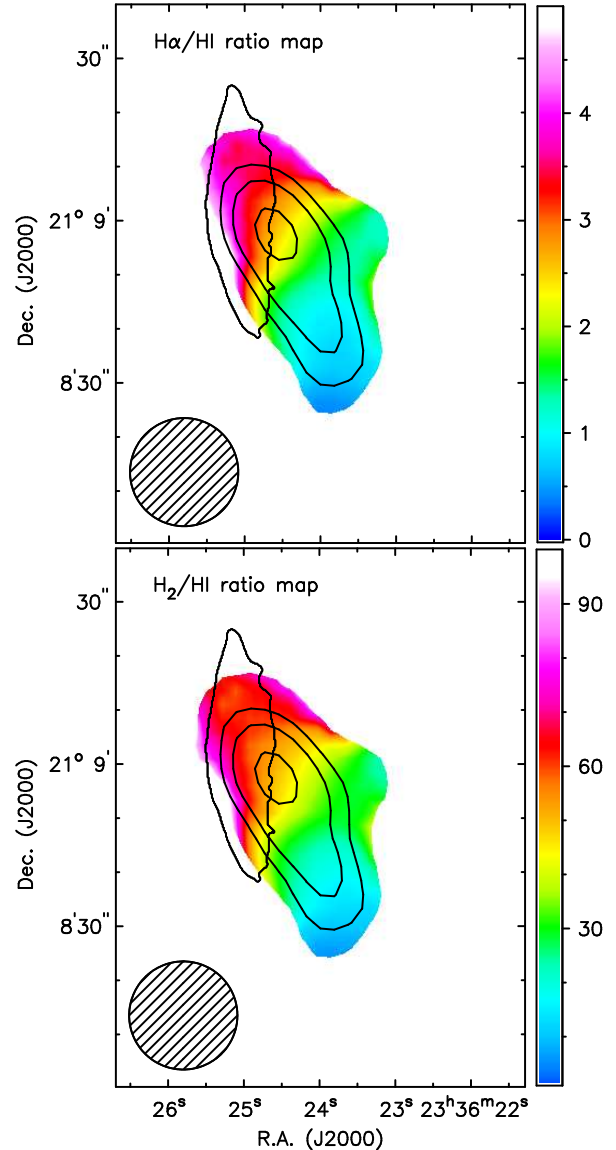 Hα/HI ratio map
30"
21° 9'
8'30"
Dec. (J2000)
4
3
2
1
0
H₂/HI ratio map
30"
21° 9'
8'30"
Dec. (J2000)
90
60
30
26ˢ 25ˢ 24ˢ 23ˢ 23ʰ36ᵐ22ˢ
R.A. (J2000)